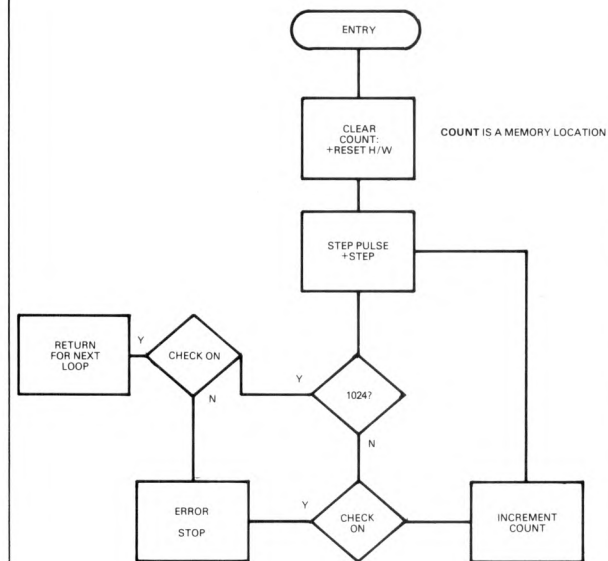 ENTRY
CLEAR
COUNT:
+RESET H/W
COUNT IS A MEMORY LOCATION
STEP PULSE
+STEP
RETURN
FOR NEXT
LOOP
Y
CHECK ON
N
Y
1024?
N
ERROR
STOP
Y
CHECK
ON
INCREMENT
COUNT